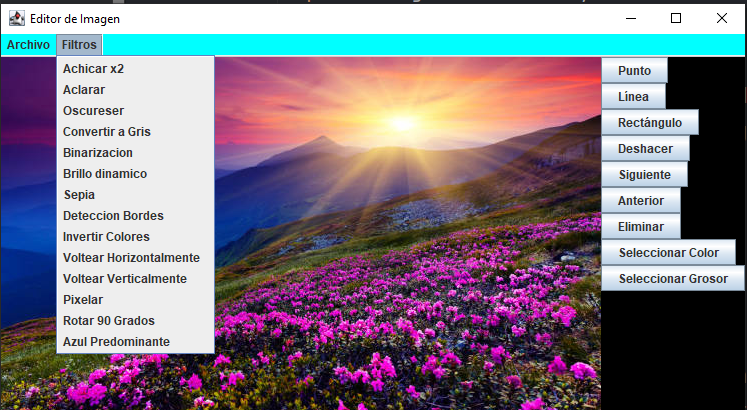 Editor de Imagen
Archivo Filtros
Achicar x2
Aclarar
Oscureser
Convertir a Gris
Binarizacion
Brillo dinamico
Sepia
Deteccion Bordes
Invertir Colores
Voltear Horizontalmente
Voltear Verticalmente
Pixelar
Rotar 90 Grados
Azul Predominante
Punto
Línea
Rectángulo
Deshacer
Siguiente
Anterior
Eliminar
Seleccionar Color
Seleccionar Grosor